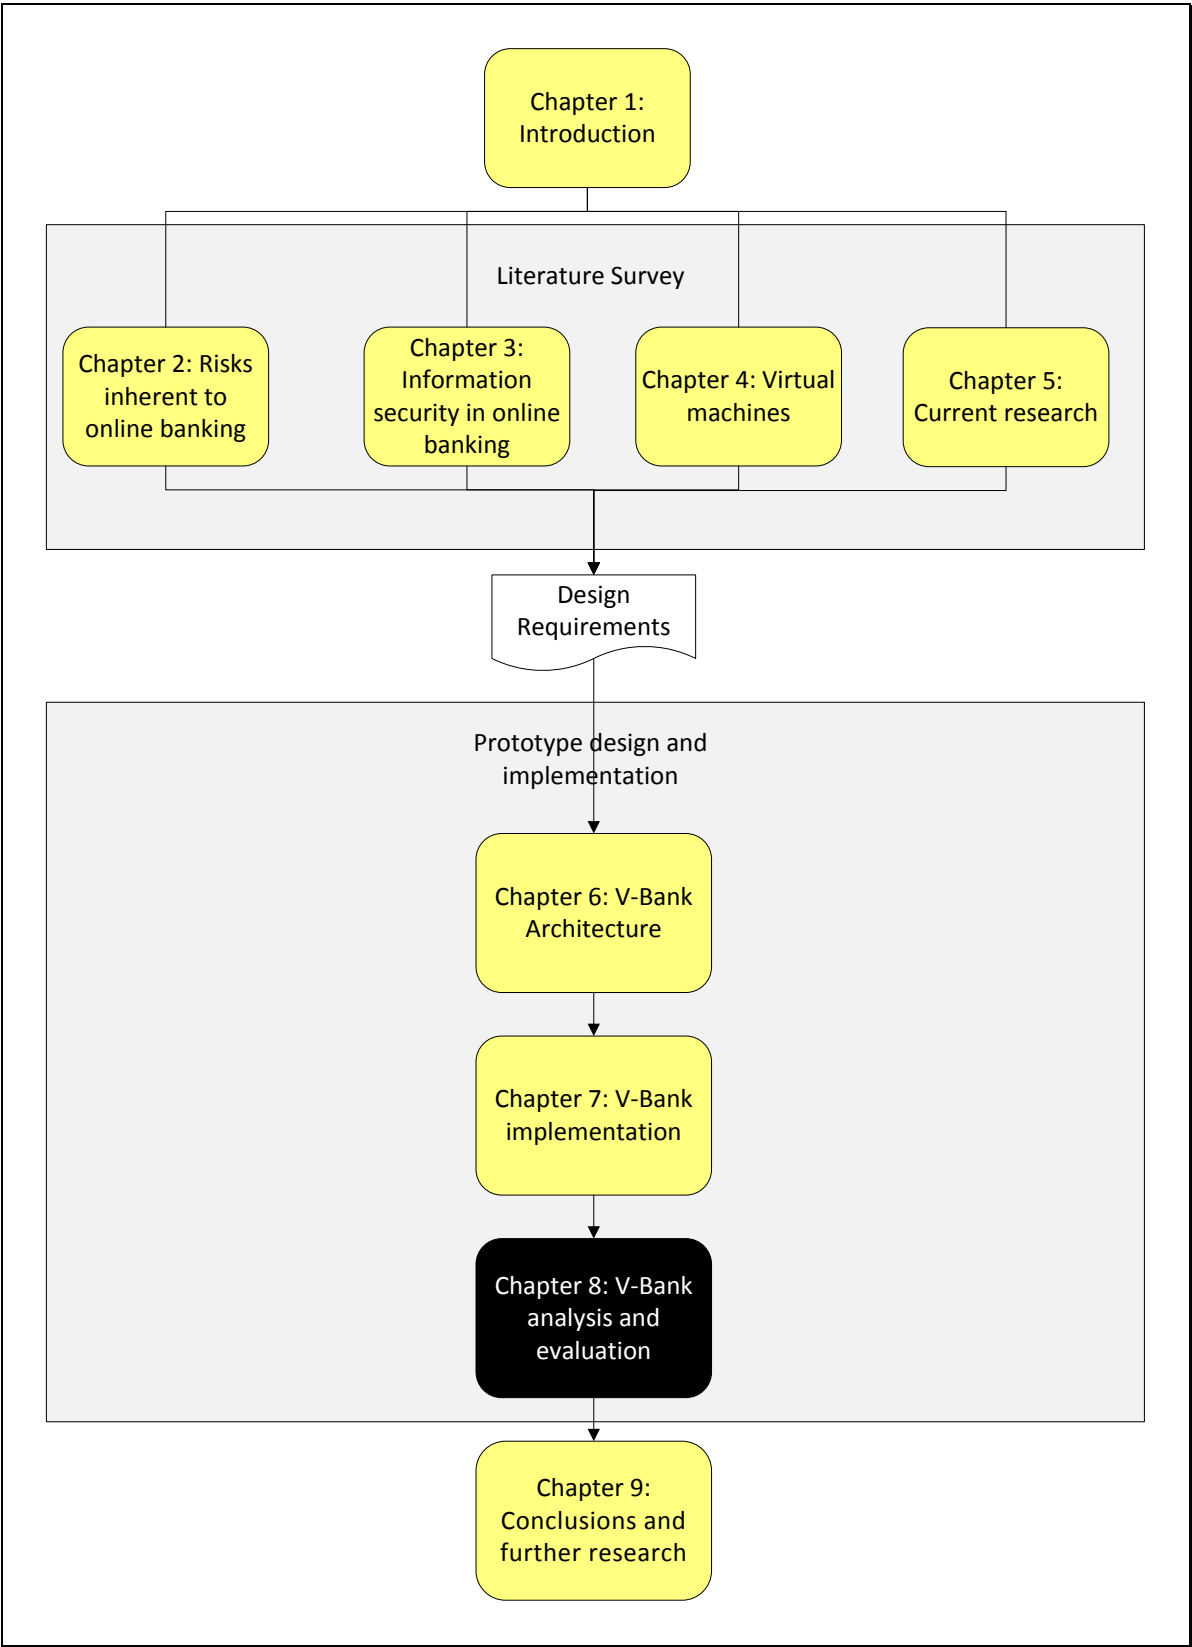 Chapter 1:
Introduction
Literature Survey
Chapter 2: Risks
inherent to
online banking
Chapter 3:
Information
security in online
banking
Chapter 4: Virtual
machines
Chapter 5:
Current research
Design
Requirements
Prototype design and
implementation
Chapter 6: V-Bank
Architecture
Chapter 7: V-Bank
implementation
Chapter 8: V-Bank
analysis and
evaluation
Chapter 9:
Conclusions and
further research